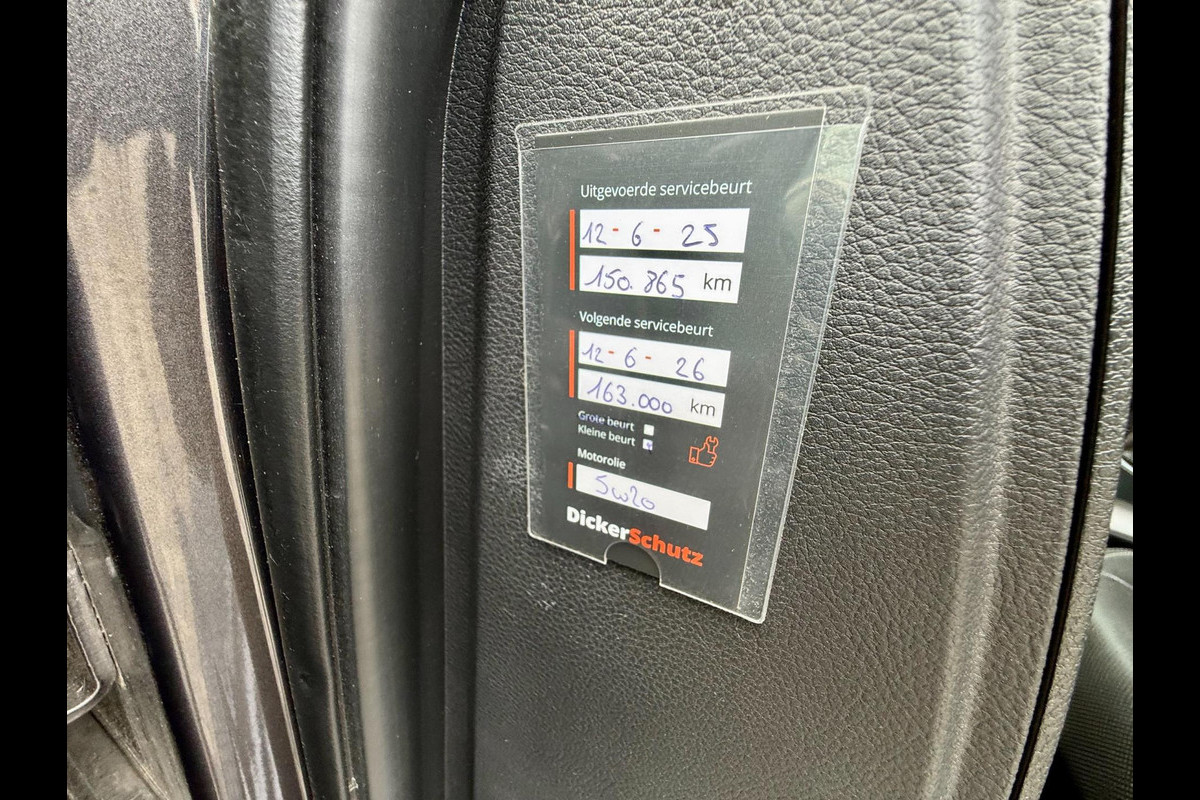 Uitgevoerde servicebeurt
12 - 6 - 25
150.865 km
Volgende servicebeurt
12 - 6 - 26
163.000 km
Grote beurt
Kleine beurt
Motorolie
5w20
DickerSchutz